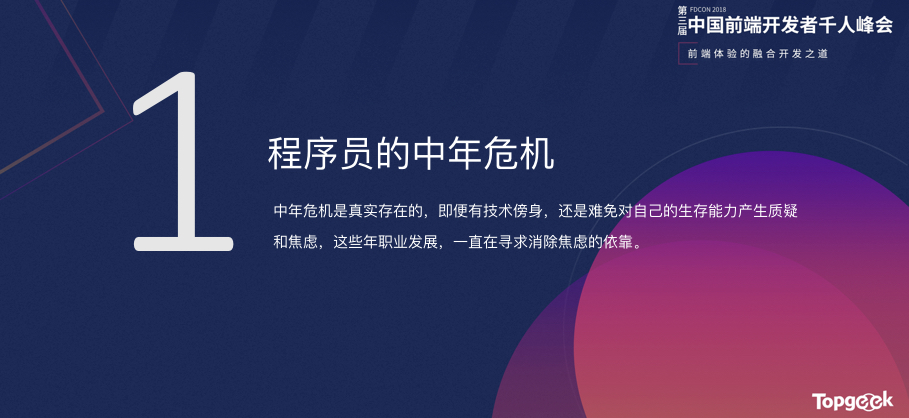 第三届
FDCON 2018
中国前端开发者千人峰会
前端体验的融合开发之道
1
程序员的中年危机
中年危机是真实存在的，即便有技术傍身，还是难免对自己的生存能力产生质疑
和焦虑，这些年职业发展，一直在寻求消除焦虑的依靠。
Topgeek